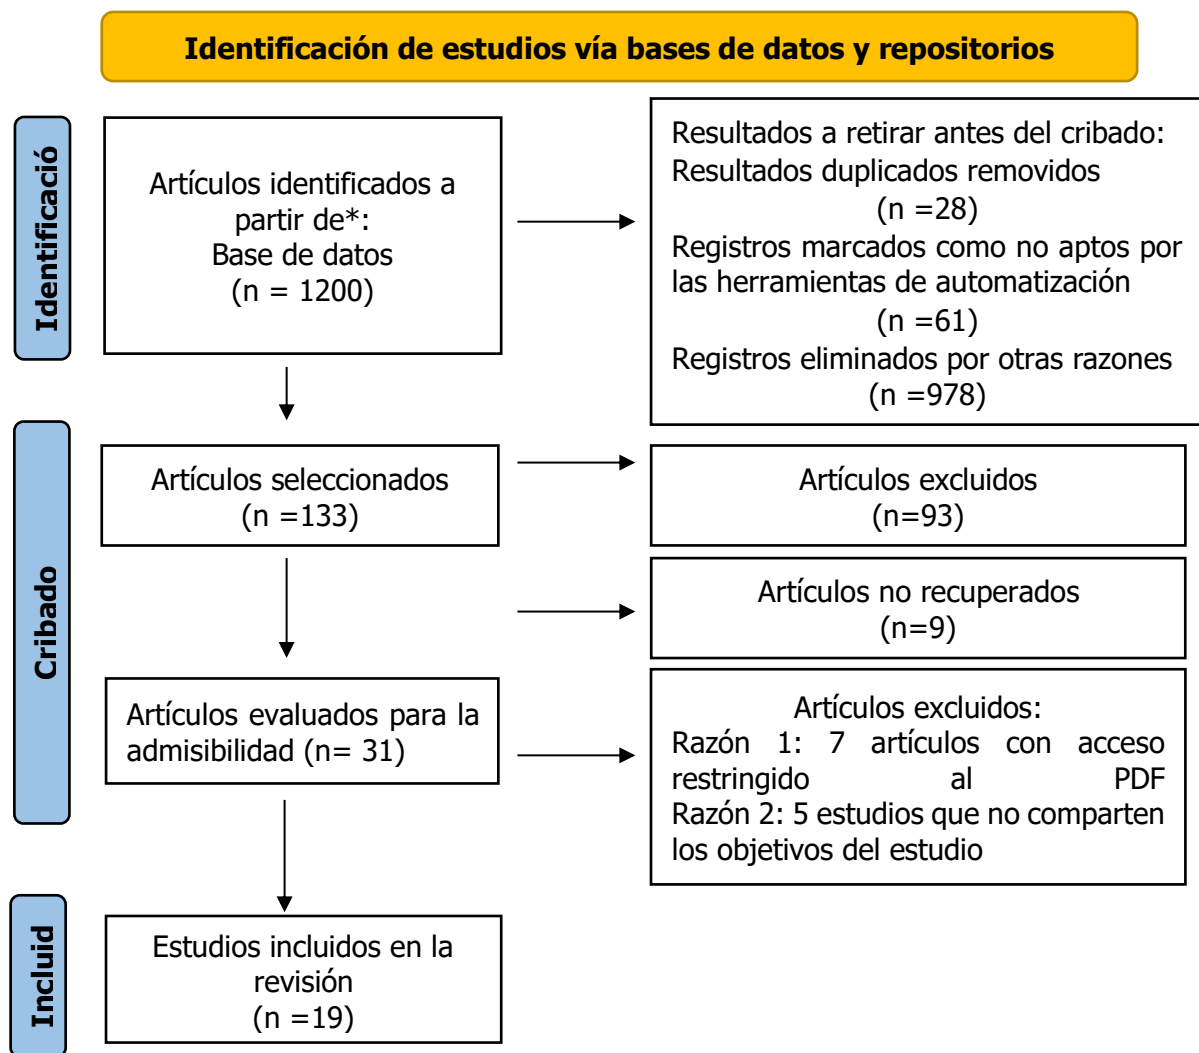 Identificación de estudios vía bases de datos y repositorios
Identificació
Artículos identificados a
partir de*:
Base de datos
(n = 1200)
Resultados a retirar antes del cribado:
Resultados duplicados removidos
(n =28)
Registros marcados como no aptos por
las herramientas de automatización
(n =61)
Registros eliminados por otras razones
(n =978)
Cribado
Artículos seleccionados
(n =133)
Artículos excluidos
(n=93)
Artículos no recuperados
(n=9)
Artículos evaluados para la
admisibilidad (n= 31)
Artículos excluidos:
Razón 1: 7 artículos con acceso
restringido al PDF
Razón 2: 5 estudios que no comparten
los objetivos del estudio
Incluid
Estudios incluidos en la
revisión
(n =19)